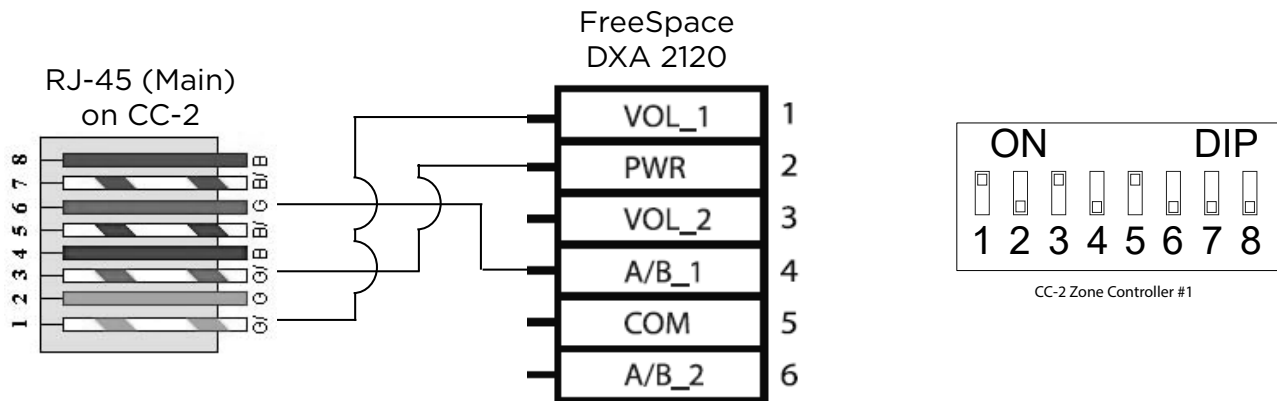 RJ-45 (Main)
on CC-2
8
7
6
5
4
3
2
1
B
B/
G
B/
B
G/
O
O/
FreeSpace
DXA 2120
VOL_1 1
PWR 2
VOL_2 3
A/B_1 4
COM 5
A/B_2 6
ON DIP
1 2 3 4 5 6 7 8
CC-2 Zone Controller #1